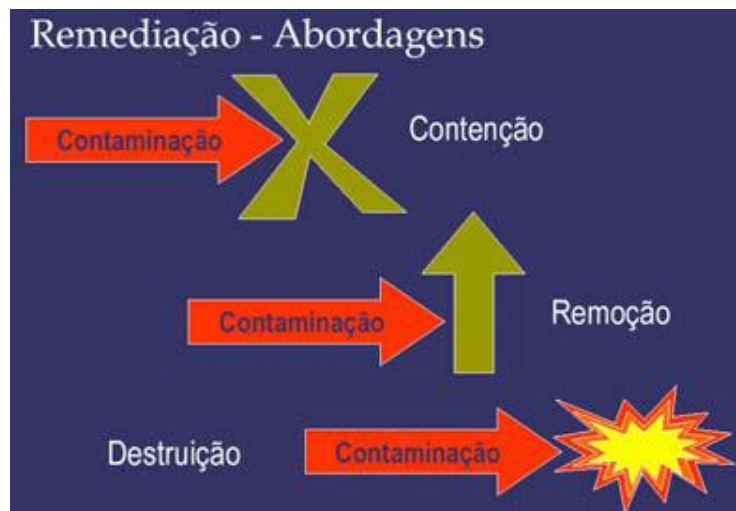 Remediação - Abordagens
Contaminação
Contenção
Contaminação
Remoção
Destruição
Contaminação